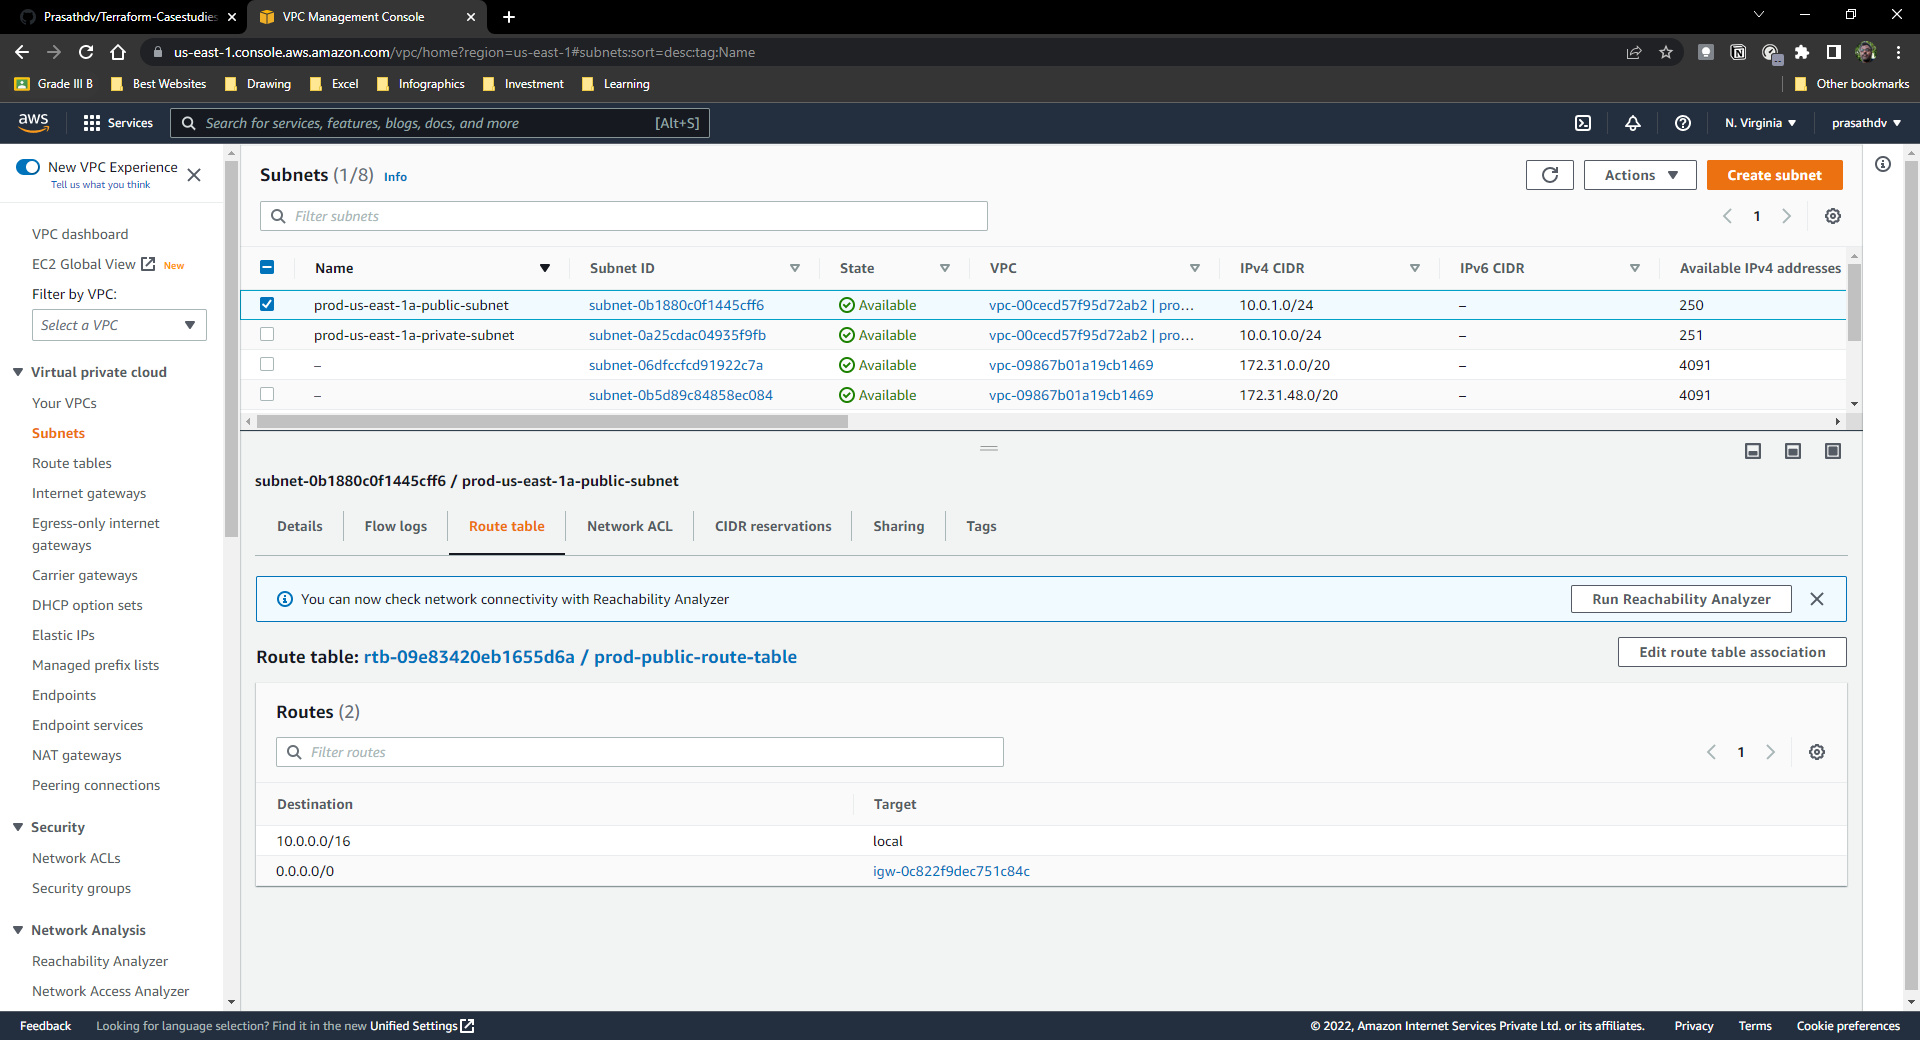 Prasathdv/Terraform-Casestudies
VPC Management Console
us-east-1.console.aws.amazon.com/vpc/home?region=us-east-1#subnets:sort=desc:tag:Name
Grade III B Best Websites Drawing Excel Infographics Investment Learning Other bookmarks
aws Services Search for services, features, blogs, docs, and more [Alt+S] N. Virginia prasathdv
New VPC Experience
Tell us what you think
VPC dashboard
EC2 Global View New
Filter by VPC:
Select a VPC
Virtual private cloud
Your VPCs
Subnets
Route tables
Internet gateways
Egress-only internet
gateways
Carrier gateways
DHCP option sets
Elastic IPs
Managed prefix lists
Endpoints
Endpoint services
NAT gateways
Peering connections
Security
Network ACLs
Security groups
Network Analysis
Reachability Analyzer
Network Access Analyzer
Subnets (1/8) Info
Actions Create subnet
Filter subnets
1
Name Subnet ID State VPC IPv4 CIDR IPv6 CIDR Available IPv4 addresses
prod-us-east-1a-public-subnet subnet-0b1880c0f1445cff6 Available vpc-00cecd57f95d72ab2 | pro... 10.0.1.0/24 – 250
prod-us-east-1a-private-subnet subnet-0a25cdac04935f9fb Available vpc-00cecd57f95d72ab2 | pro... 10.0.10.0/24 – 251
– subnet-06dfccfcd91922c7a Available vpc-09867b01a19cb1469 172.31.0.0/20 – 4091
– subnet-0b5d89c84858ec084 Available vpc-09867b01a19cb1469 172.31.48.0/20 – 4091
subnet-0b1880c0f1445cff6 / prod-us-east-1a-public-subnet
Details Flow logs Route table Network ACL CIDR reservations Sharing Tags
You can now check network connectivity with Reachability Analyzer Run Reachability Analyzer
Route table: rtb-09e83420eb1655d6a / prod-public-route-table Edit route table association
Routes (2)
Filter routes
1
Destination Target
10.0.0.0/16 local
0.0.0.0/0 igw-0c822f9dec751c84c
Feedback Looking for language selection? Find it in the new Unified Settings © 2022, Amazon Internet Services Private Ltd. or its affiliates. Privacy Terms Cookie preferences